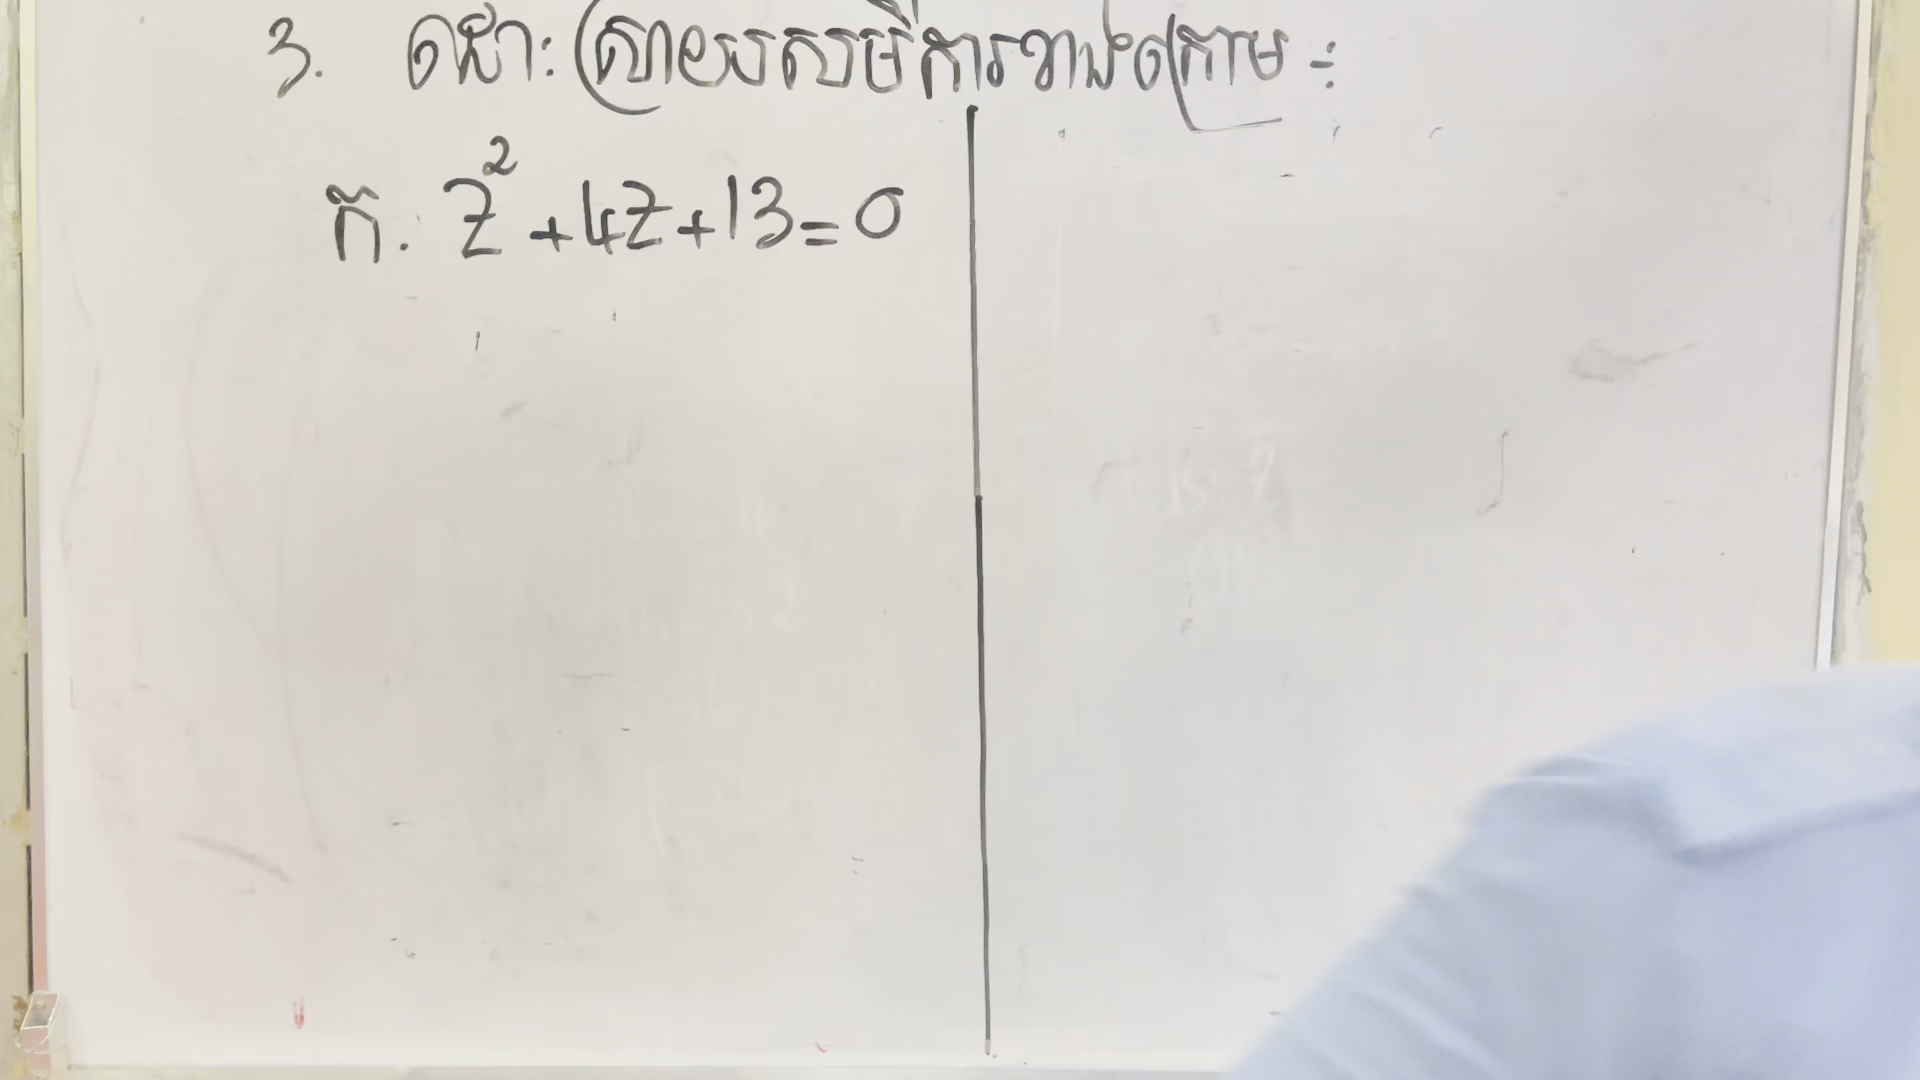 3. ដោះស្រាយសមីការខាងក្រោម ÷
ក. Z² + 4Z + 13 = 0